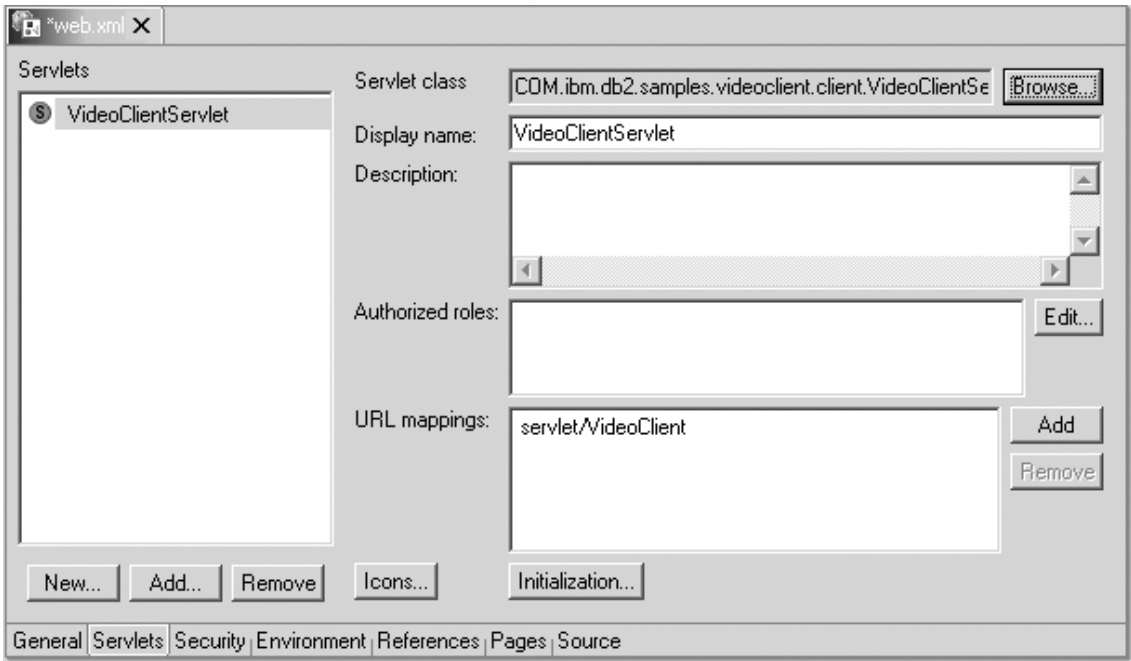 *web.xml
Servlets
S VideoClientServlet
New... Add... Remove
Servlet class COM.ibm.db2.samples.videoclient.client.VideoClientSe Browse...
Display name: VideoClientServlet
Description:
Authorized roles: Edit...
URL mappings: servlet/VideoClient Add
Remove
Icons... Initialization...
General Servlets Security Environment References Pages Source